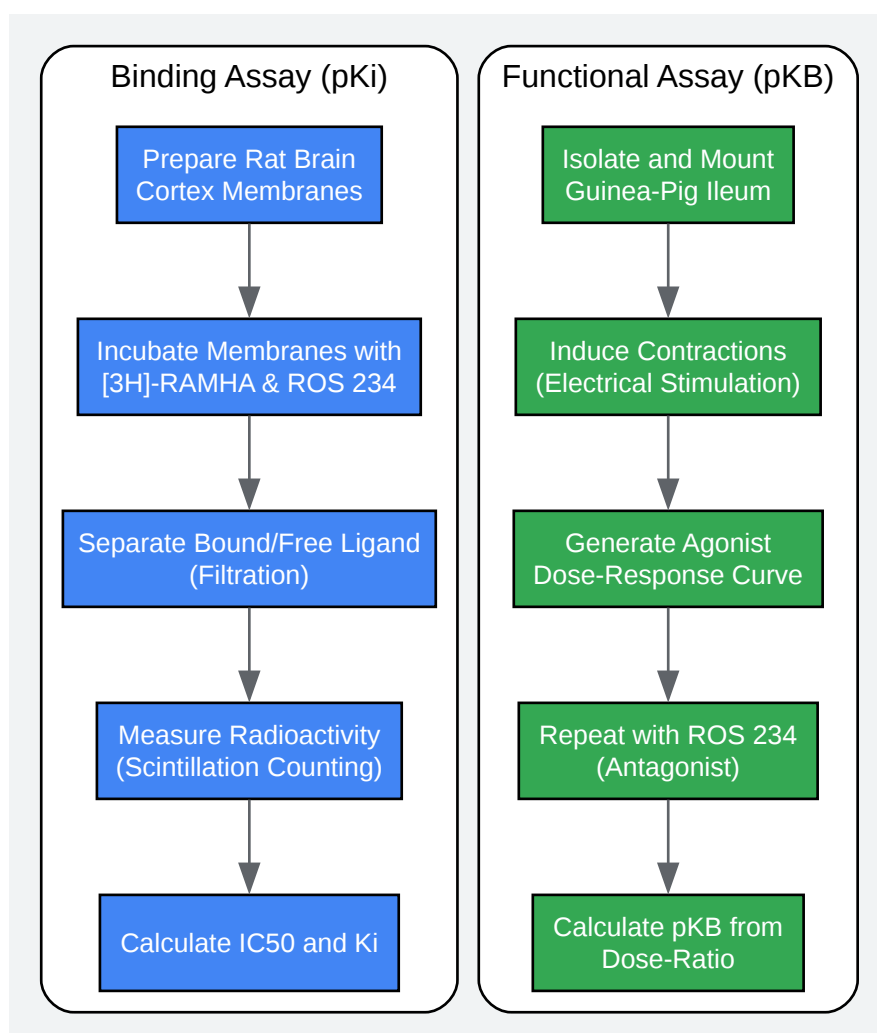 Binding Assay (pKi)
Prepare Rat Brain
Cortex Membranes
Incubate Membranes with
[3H]-RAMHA & ROS 234
Separate Bound/Free Ligand
(Filtration)
Measure Radioactivity
(Scintillation Counting)
Calculate IC50 and Ki
Functional Assay (pKB)
Isolate and Mount
Guinea-Pig Ileum
Induce Contractions
(Electrical Stimulation)
Generate Agonist
Dose-Response Curve
Repeat with ROS 234
(Antagonist)
Calculate pKB from
Dose-Ratio